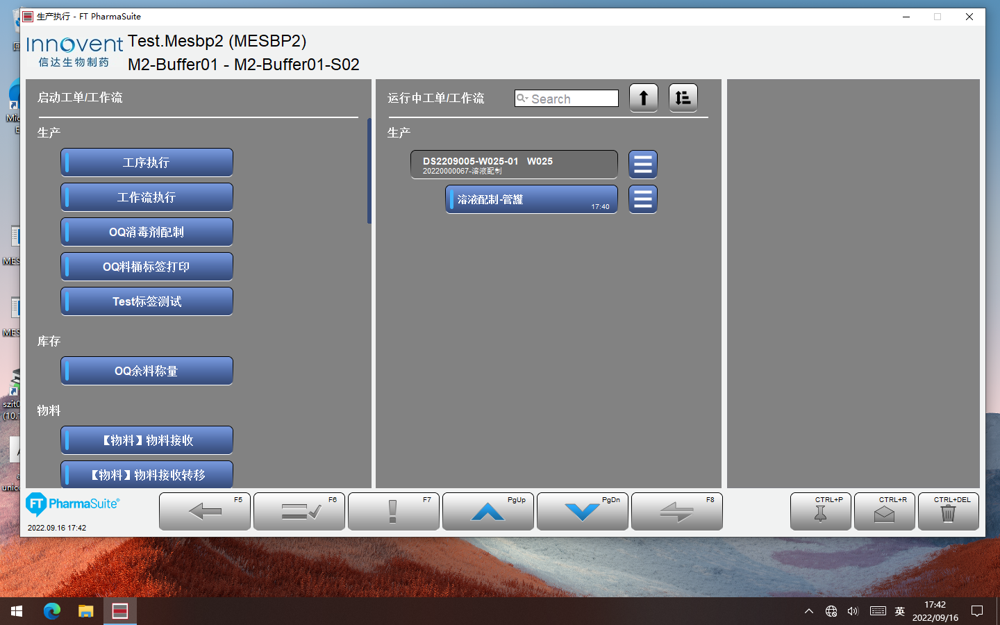 生产执行 - FT PharmaSuite
Innovent
信达生物制药
Test.Mesbp2 (MESBP2)
M2-Buffer01 - M2-Buffer01-S02
启动工单/工作流
生产
工序执行
工作流执行
OQ消毒剂配制
OQ料桶标签打印
Test标签测试
库存
OQ余料称量
物料
【物料】物料接收
【物料】物料接收转移
运行中工单/工作流
Search
生产
DS2209005-W025-01 W025
20220000067-溶液配制
溶液配制-管罐
17:40
FT PharmaSuite
2022.09.16 17:42
F5
F6
F7
PgUp
PgDn
F8
CTRL+P
CTRL+R
CTRL+DEL
MES
MES
(10.
英
17:42
2022/09/16